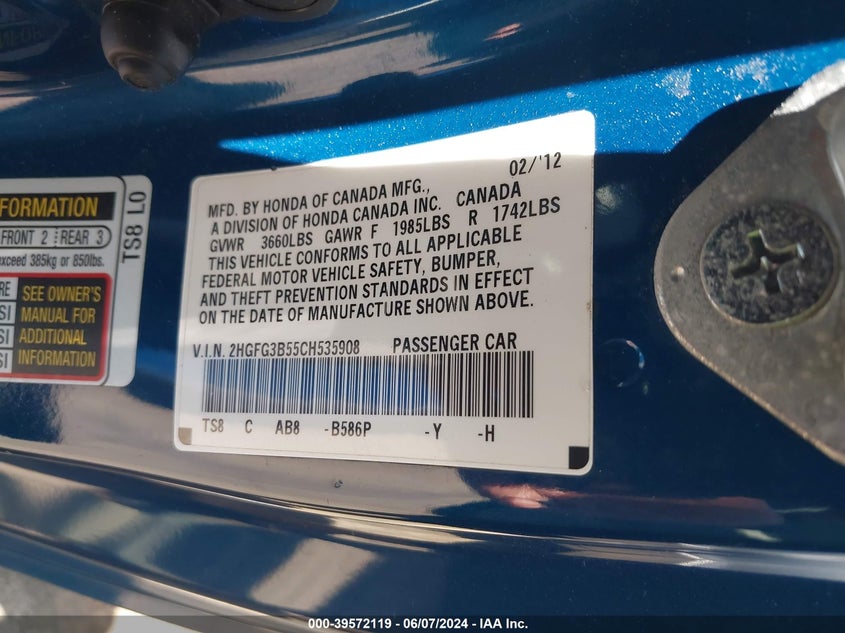 02/'12
MFD. BY HONDA OF CANADA MFG.,
A DIVISION OF HONDA CANADA INC. CANADA
GVWR 3660LBS GAWR F 1985LBS R 1742LBS
THIS VEHICLE CONFORMS TO ALL APPLICABLE
FEDERAL MOTOR VEHICLE SAFETY, BUMPER,
AND THEFT PREVENTION STANDARDS IN EFFECT
ON THE DATE OF MANUFACTURE SHOWN ABOVE.
V.I.N. 2HGFG3B55CH535908 PASSENGER CAR
TS8 C AB8 -B586P -Y -H
FRONT 2 REAR 3
385kg or 850lbs.
SEE OWNER'S
MANUAL FOR
ADDITIONAL
INFORMATION
TS8 L0
000-39572119 | 06/07/2024 - IAA Inc.